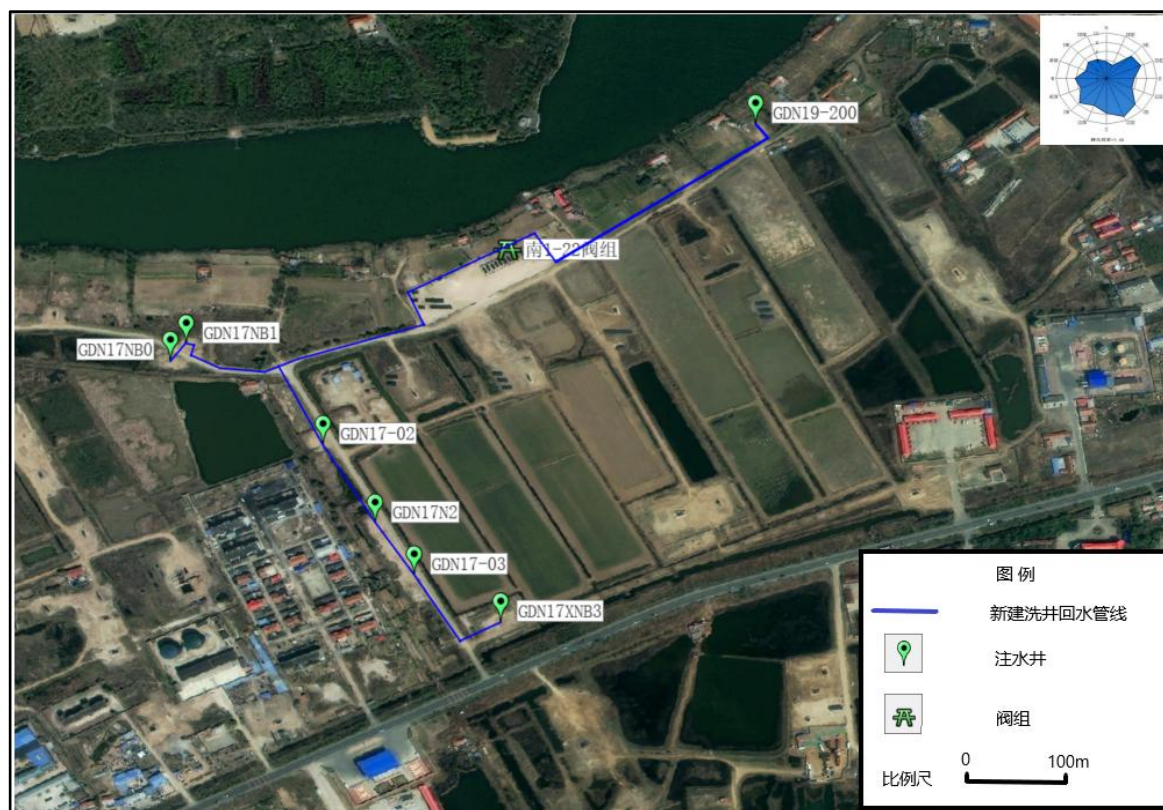 GDN19-200
南1-22阀组
GDN17NB1
GDN17NB0
GDN17-02
GDN17N2
GDN17-03
GDN17XNB3
图 例
新建洗井回水管线
注水井
阀组
比例尺
0
100m